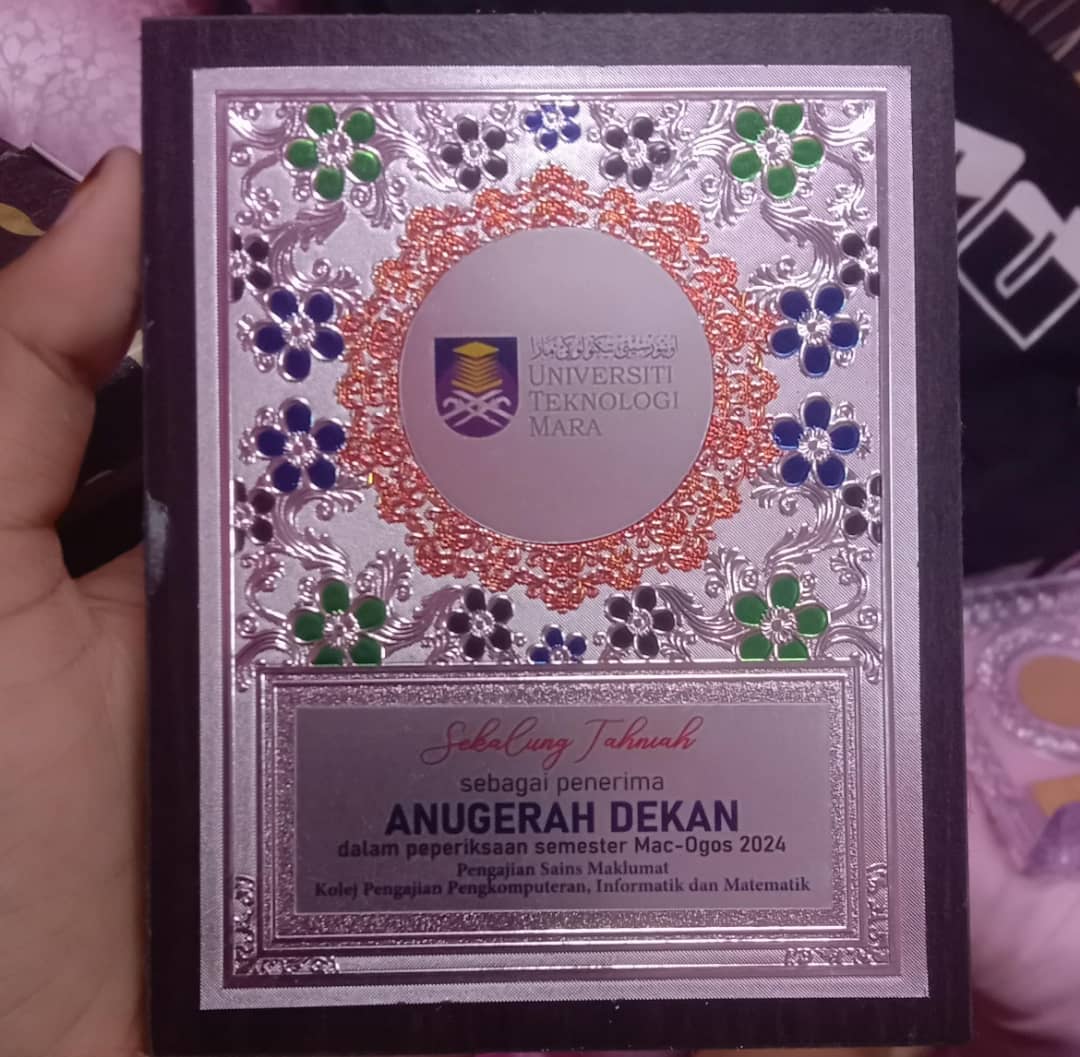 اونيۏرسيتي تيكنولوڬي مارا
UNIVERSITI
TEKNOLOGI
MARA
Sekalung Tahniah
sebagai penerima
ANUGERAH DEKAN
dalam peperiksaan semester Mac-Ogos 2024
Pengajian Sains Maklumat
Kolej Pengajian Pengkomputeran, Informatik dan Matematik